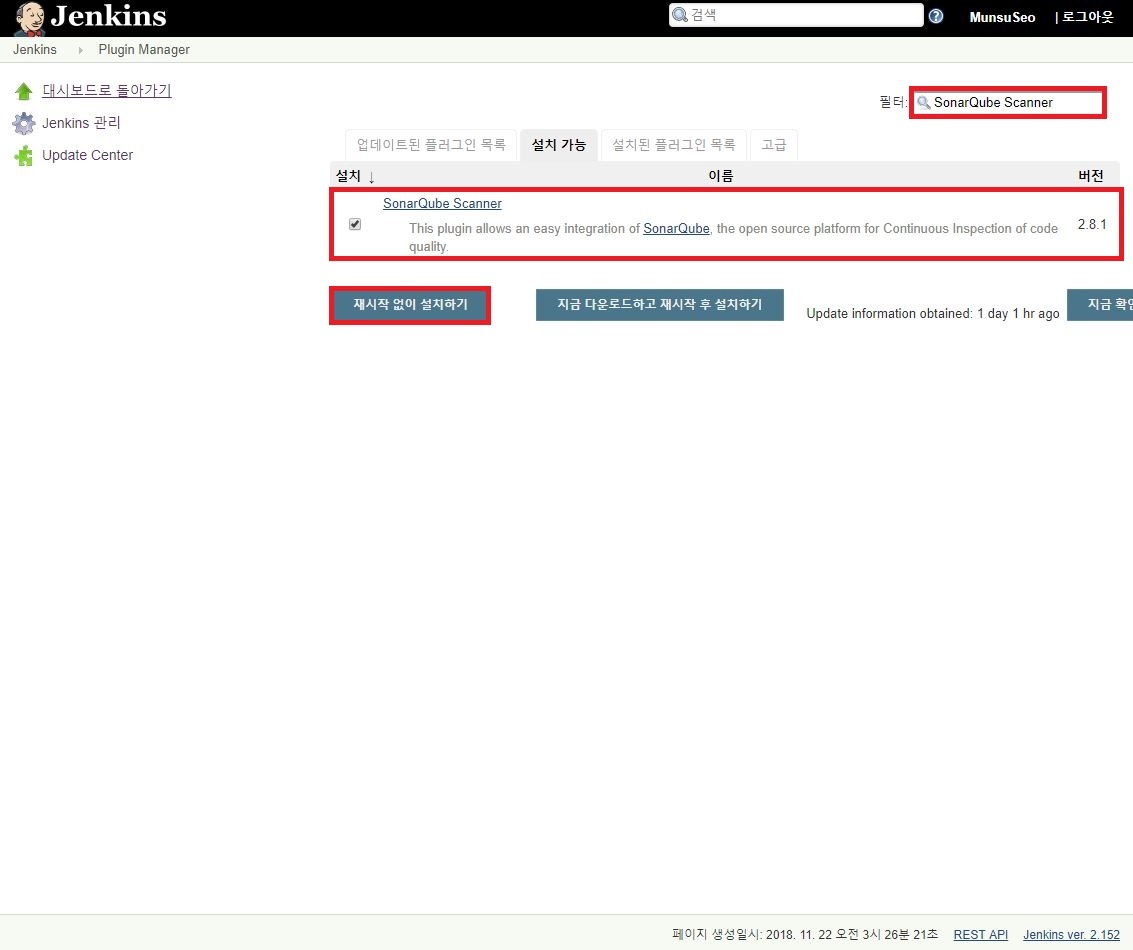 Jenkins
검색
MunsuSeo
| 로그아웃
Jenkins
Plugin Manager
대시보드로 돌아가기
Jenkins 관리
Update Center
필터:
SonarQube Scanner
업데이트된 플러그인 목록
설치 가능
설치된 플러그인 목록
고급
설치 ↓
이름
버전
SonarQube Scanner
This plugin allows an easy integration of SonarQube, the open source platform for Continuous Inspection of code
quality.
2.8.1
재시작 없이 설치하기
지금 다운로드하고 재시작 후 설치하기
Update information obtained: 1 day 1 hr ago
지금
페이지 생성일시: 2018. 11. 22 오전 3시 26분 21초
REST API
Jenkins ver. 2.152